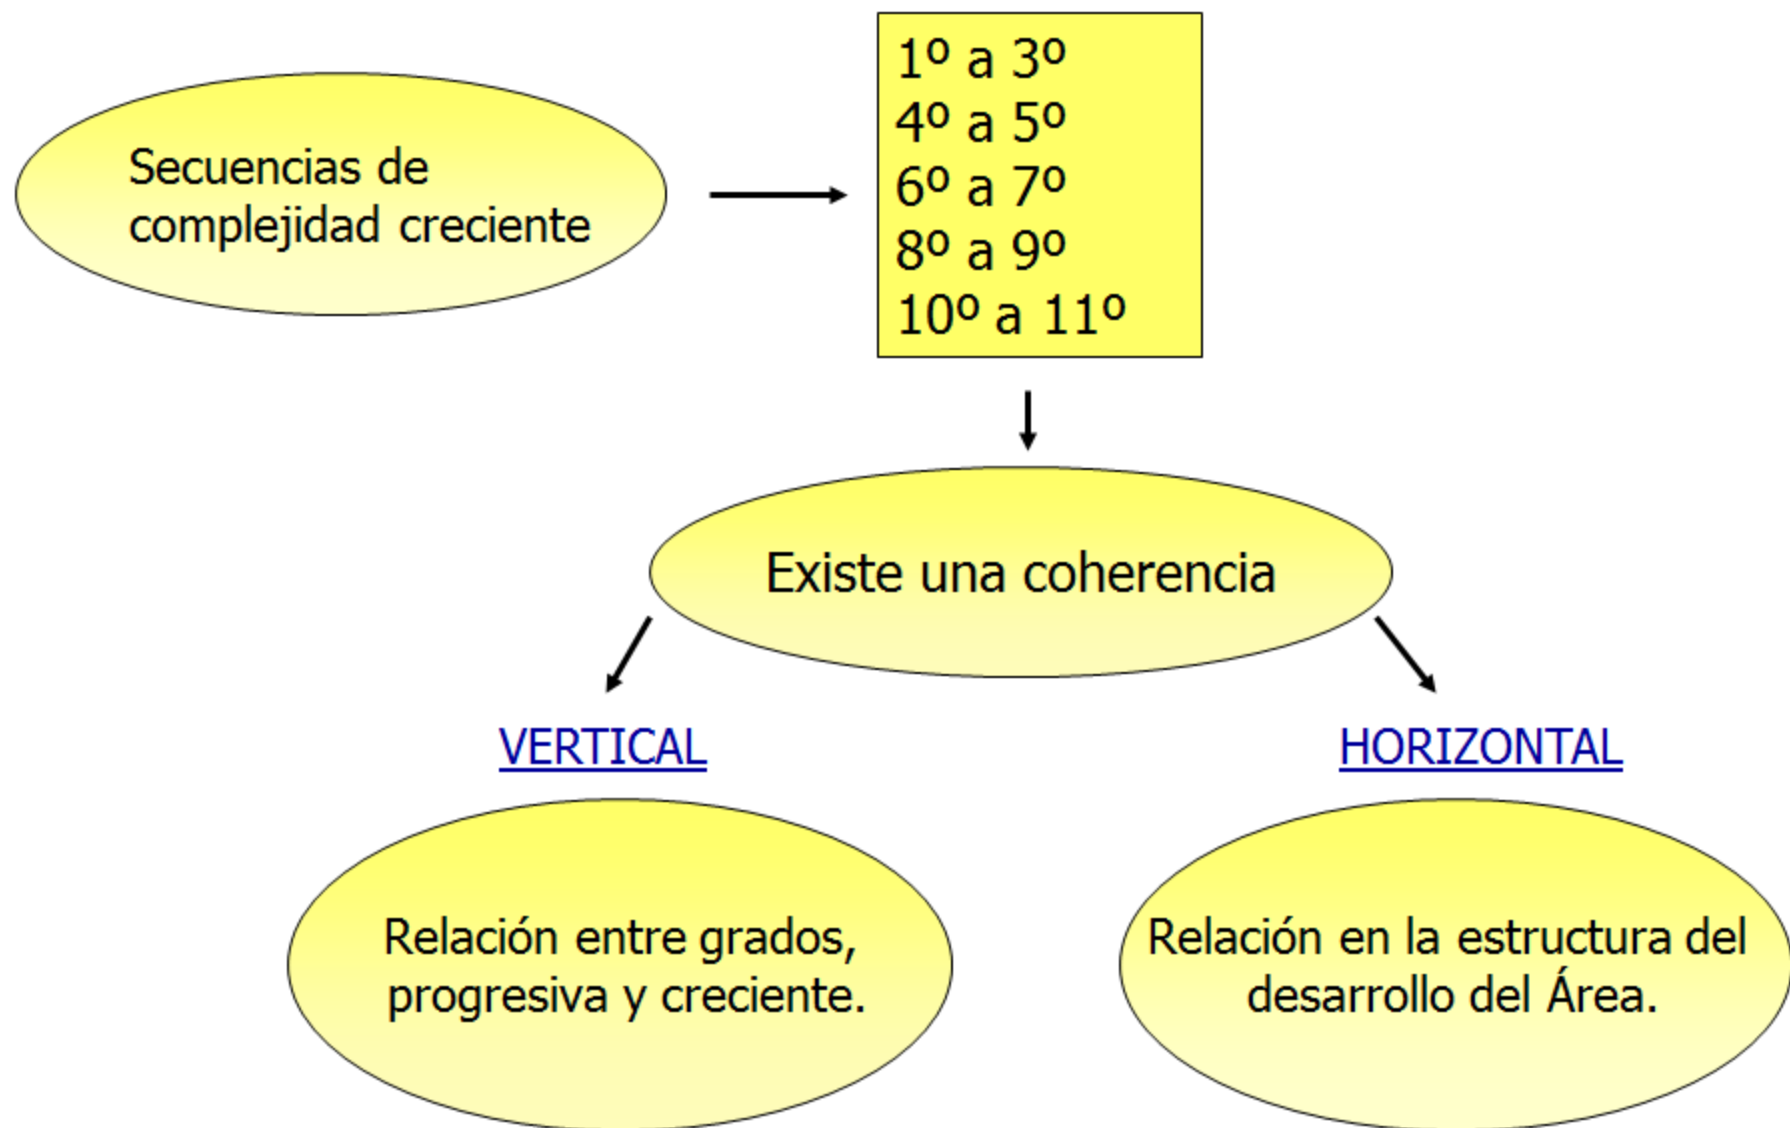 Secuencias de
complejidad creciente
1º a 3º
4º a 5º
6º a 7º
8º a 9º
10º a 11º
Existe una coherencia
VERTICAL
HORIZONTAL
Relación entre grados,
progresiva y creciente.
Relación en la estructura del
desarrollo del Área.